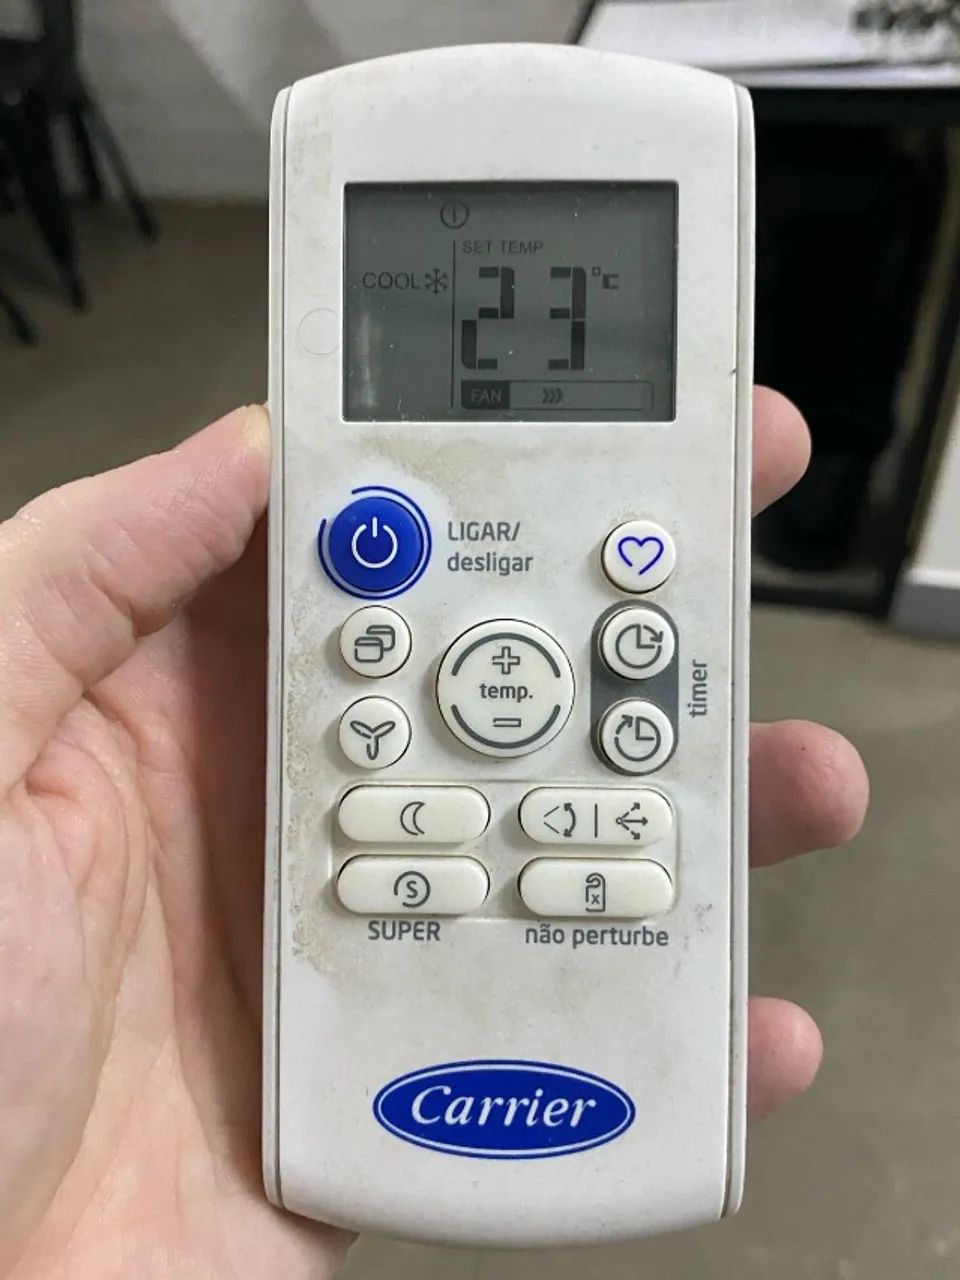 SET TEMP
COOL 23°C
FAN
LIGAR/
desligar
+
temp.
-
timer
S
SUPER
x
não perturbe
Carrier